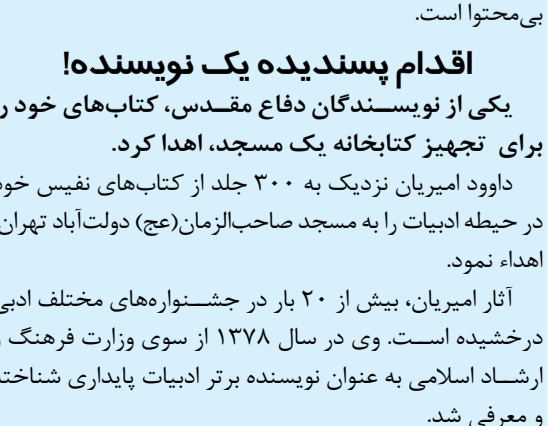 بی‌محتوا است.
اقدام پسندیده یک نویسنده!
یکی از نویسندگان دفاع مقدس، کتاب‌های خود ر
برای تجهیز کتابخانه یک مسجد، اهدا کرد.
داوود امیریان نزدیک به ۳۰۰ جلد از کتاب‌های نفیس خود
در حیطه ادبیات را به مسجد صاحب‌الزمان(عج) دولت‌آباد تهران
اهداء نمود.
آثار امیریان، بیش از ۲۰ بار در جشنواره‌های مختلف ادبی
درخشیده است. وی در سال ۱۳۷۸ از سوی وزارت فرهنگ
ارشاد اسلامی به عنوان نویسنده برتر ادبیات پایداری شناخته
و معرفی شد.